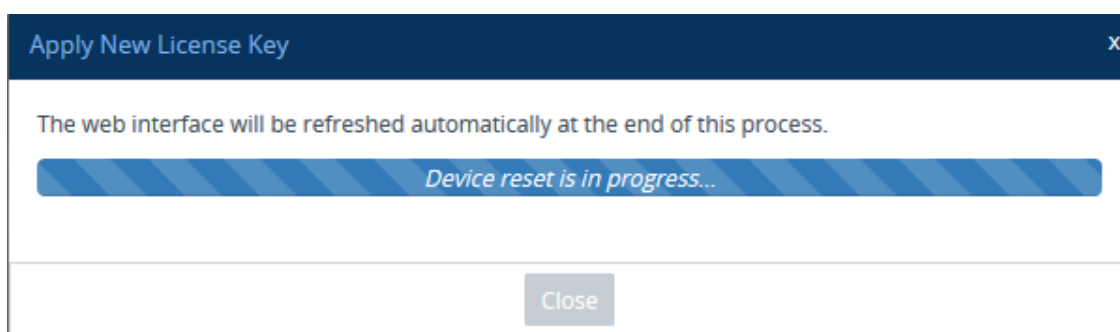 Apply New License Key x
The web interface will be refreshed automatically at the end of this process.
Device reset is in progress...
Close